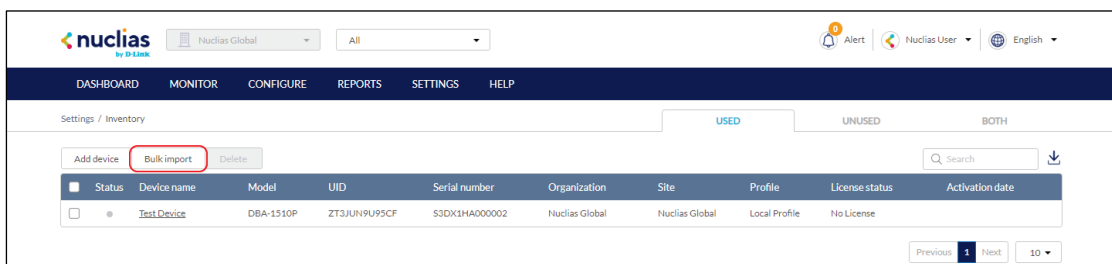 nuclias Nuclias Global All 0 Alert Nuclias User English
by D-Link
DASHBOARD MONITOR CONFIGURE REPORTS SETTINGS HELP
Settings / Inventory USED UNUSED BOTH
Add device Bulk import Delete Search
Status Device name Model UID Serial number Organization Site Profile License status Activation date
Test Device DBA-1510P ZT3JUN9U95CF S3DX1HA000002 Nuclias Global Nuclias Global Local Profile No License
Previous 1 Next 10